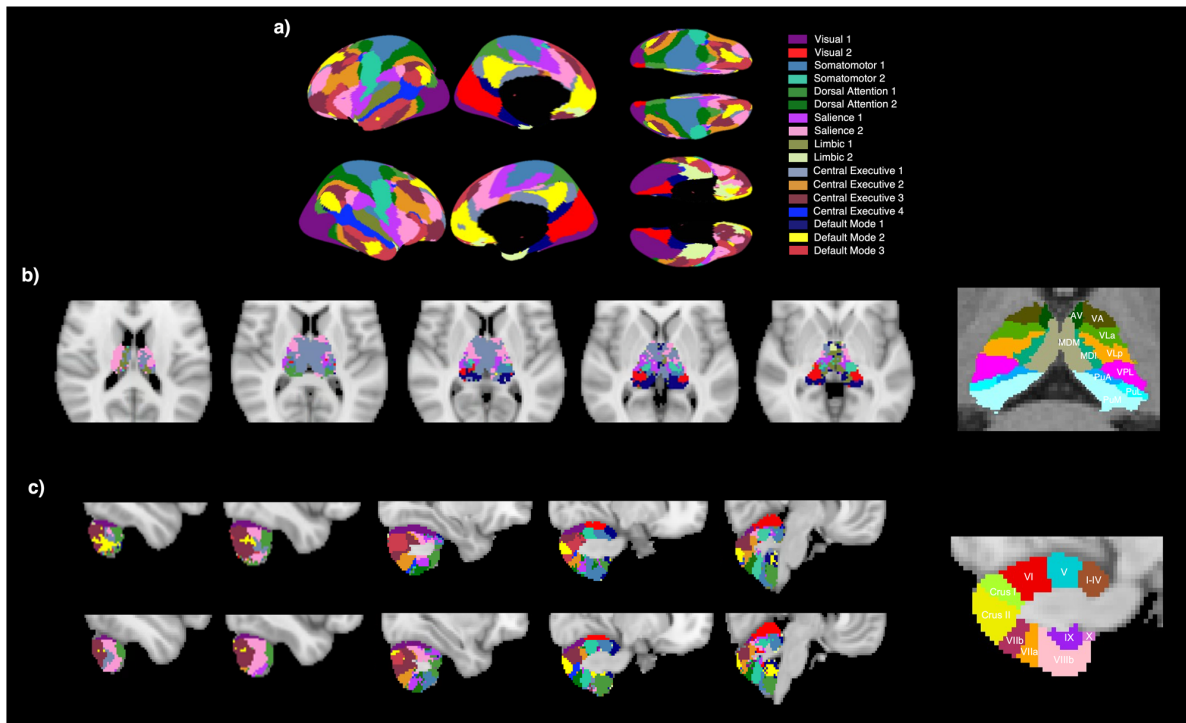 a)
Visual 1
Visual 2
Somatomotor 1
Somatomotor 2
Dorsal Attention 1
Dorsal Attention 2
Salience 1
Salience 2
Limbic 1
Limbic 2
Central Executive 1
Central Executive 2
Central Executive 3
Central Executive 4
Default Mode 1
Default Mode 2
Default Mode 3
b)
AV
VA
VLa
MDM
VLp
MDl
VPL
PuA
PuL
PuM
c)
V
VI
I-IV
Crus I
Crus II
VIIb
IX
X
VIIa
VIIIb